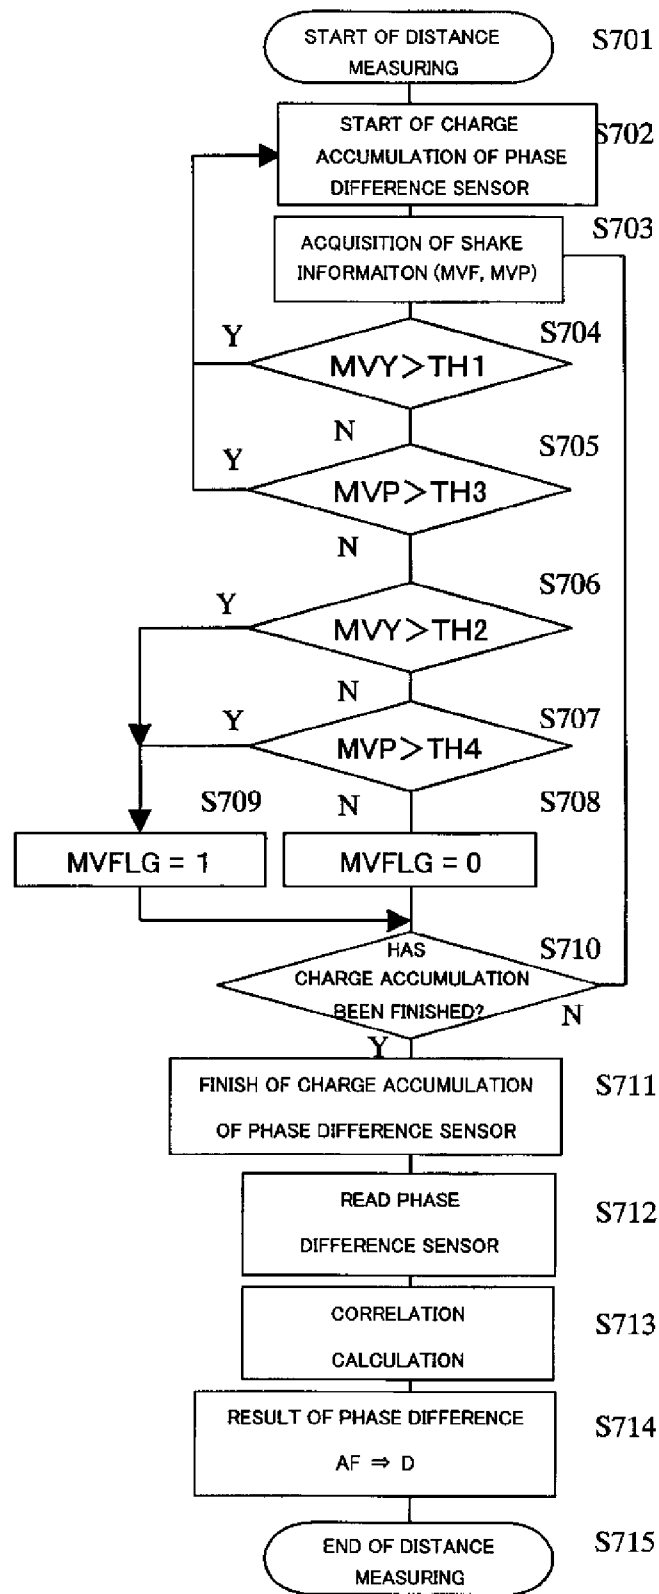 START OF DISTANCE
MEASURING
S701
START OF CHARGE
ACCUMULATION OF PHASE
DIFFERENCE SENSOR
S702
ACQUISITION OF SHAKE
INFORMAITON (MVF, MVP)
S703
S704
Y
MVY>TH1
N
S705
Y
MVP>TH3
N
S706
Y
MVY>TH2
N
S707
Y
MVP>TH4
N
S709
S708
MVFLG = 1
MVFLG = 0
S710
HAS
CHARGE ACCUMULATION
BEEN FINISHED?
N
Y
FINISH OF CHARGE ACCUMULATION
OF PHASE DIFFERENCE SENSOR
S711
READ PHASE
DIFFERENCE SENSOR
S712
CORRELATION
CALCULATION
S713
RESULT OF PHASE DIFFERENCE
AF ⇒ D
S714
END OF DISTANCE
MEASURING
S715